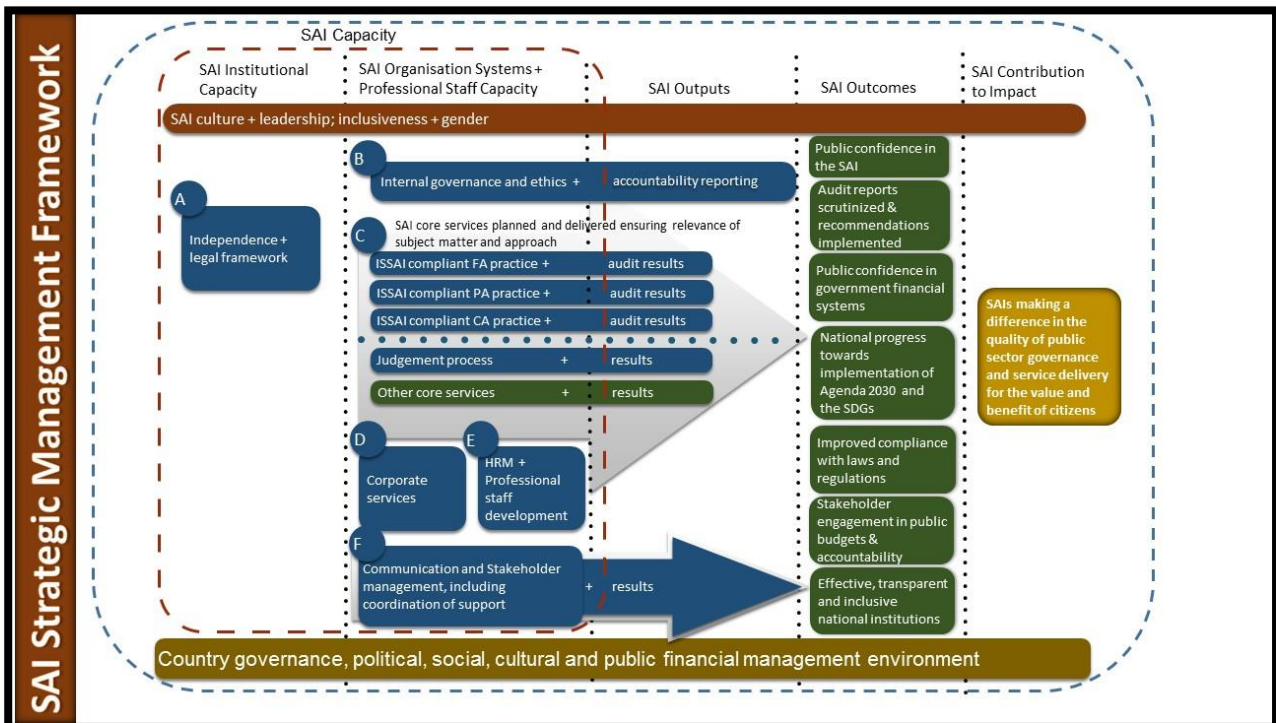 SAI Strategic Management Framework
SAI Capacity
SAI Institutional
Capacity
SAI Organisation Systems +
Professional Staff Capacity
SAI Outputs
SAI Outcomes
SAI Contribution
to Impact
SAI culture + leadership; inclusiveness + gender
A
Independence +
legal framework
B
Internal governance and ethics + accountability reporting
C
SAI core services planned and delivered ensuring relevance of
subject matter and approach
ISSAI compliant FA practice + audit results
ISSAI compliant PA practice + audit results
ISSAI compliant CA practice + audit results
Judgement process + results
Other core services + results
D
Corporate
services
E
HRM +
Professional
staff
development
F
Communication and Stakeholder
management, including
coordination of support
+ results
Public confidence in
the SAI
Audit reports
scrutinized &
recommendations
implemented
Public confidence in
government financial
systems
National progress
towards
implementation of
Agenda 2030 and
the SDGs
Improved compliance
with laws and
regulations
Stakeholder
engagement in public
budgets &
accountability
Effective, transparent
and inclusive
national institutions
SAIs making a
difference in the
quality of public
sector governance
and service delivery
for the value and
benefit of citizens
Country governance, political, social, cultural and public financial management environment